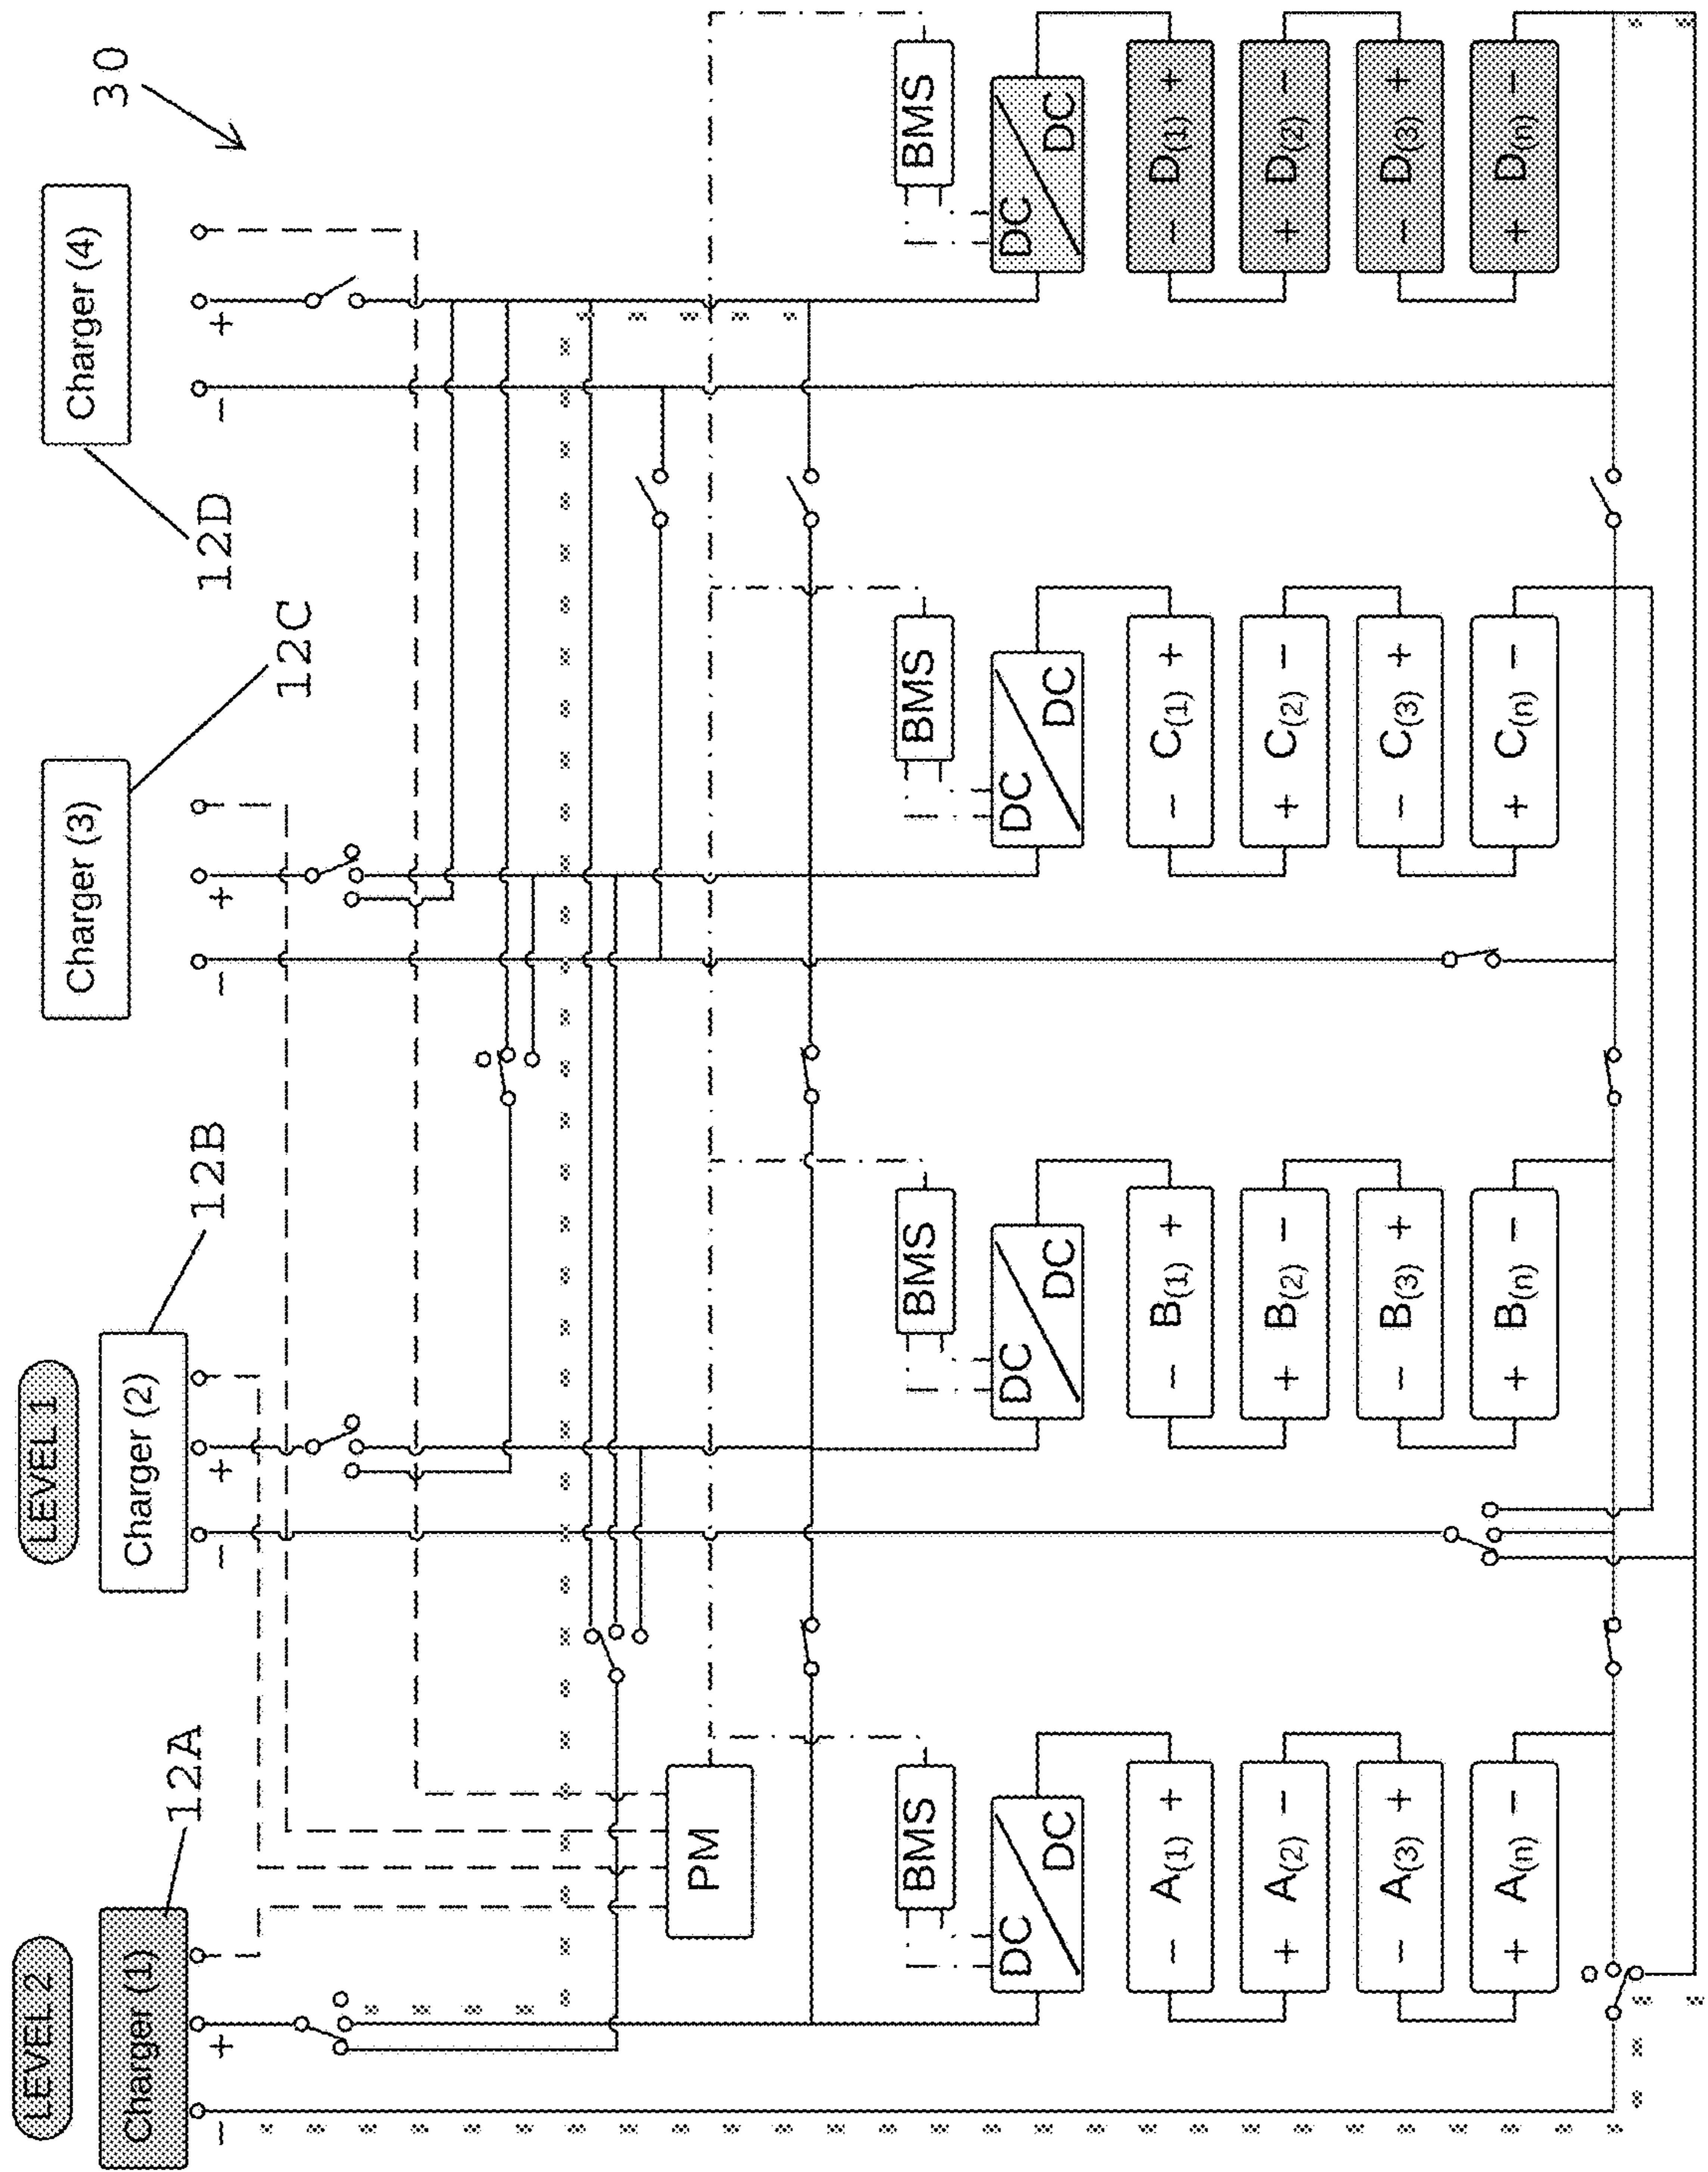 LEVEL 2
LEVEL 1
Charger (1)
Charger (2)
Charger (3)
Charger (4)
12A
12B
12C
12D
30
− +
− +
− +
− +
PM
BMS
BMS
BMS
BMS
DC DC
DC DC
DC DC
DC DC
− A(1) +
− B(1) +
− C(1) +
− D(1) +
+ A(2) −
+ B(2) −
+ C(2) −
+ D(2) −
− A(3) +
− B(3) +
− C(3) +
− D(3) +
+ A(n) −
+ B(n) −
+ C(n) −
+ D(n) −